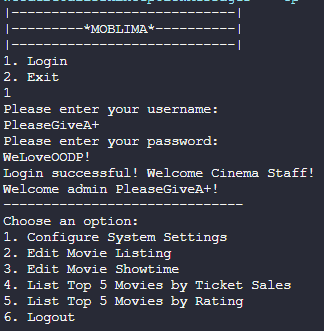 |----------------------------|
|---------*MOBLIMA*----------|
|----------------------------|
1. Login
2. Exit
1
Please enter your username:
PleaseGiveA+
Please enter your password:
WeLoveOODP!
Login successful! Welcome Cinema Staff!
Welcome admin PleaseGiveA+!
------------------------------
Choose an option:
1. Configure System Settings
2. Edit Movie Listing
3. Edit Movie Showtime
4. List Top 5 Movies by Ticket Sales
5. List Top 5 Movies by Rating
6. Logout